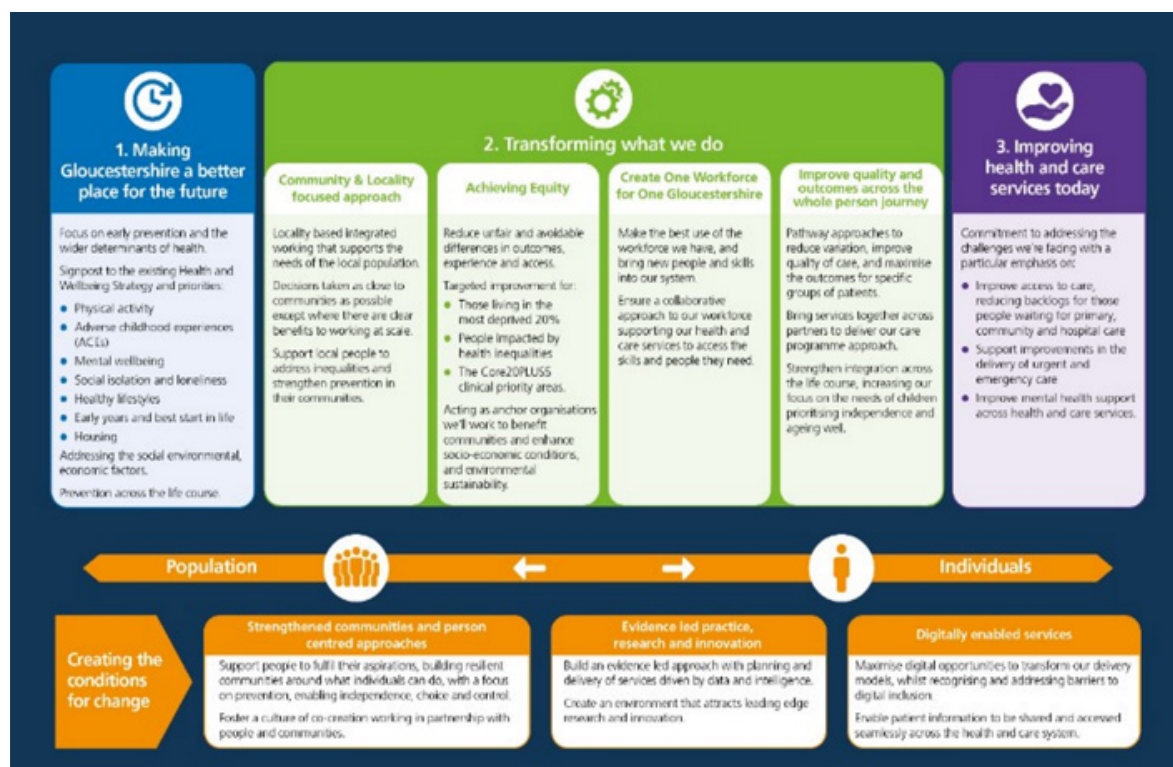 1. Making
Gloucestershire a better
place for the future
Focus on early prevention and the
wider determinants of health.
Signpost to the existing Health and
Wellbeing Strategy and priorities:
• Physical activity
• Adverse childhood experiences
(ACEs)
• Mental wellbeing
• Social isolation and loneliness
• Healthy lifestyles
• Early years and best start in life
• Housing
Addressing the social environmental,
economic factors.
Prevention across the life course.
2. Transforming what we do
Community & Locality
focused approach
Locality based integrated
working that supports the
needs of the local population.
Decisions taken as close to
communities as possible
except where there are clear
benefits to working at scale.
Support local people to
address inequalities and
strengthen prevention in
their communities.
Achieving Equity
Reduce unfair and avoidable
differences in outcomes,
experience and access.
Targeted improvement for:
• Those living in the
most deprived 20%
• People impacted by
health inequalities
• The Core20PLUS5
clinical priority areas.
Acting as anchor organisations
we'll work to benefit
communities and enhance
socio-economic conditions,
and environmental
sustainability.
Create One Workforce
for One Gloucestershire
Make the best use of the
workforce we have, and
bring new people and skills
into our system.
Ensure a collaborative
approach to our workforce
supporting our health and
care services to access the
skills and people they need.
Improve quality and
outcomes across the
whole person journey
Pathway approaches to
reduce variation, improve
quality of care, and maximise
the outcomes for specific
groups of patients.
Bring services together across
partners to deliver our care
programme approach.
Strengthen integration across
the life course, increasing our
focus on the needs of children
prioritising independence and
ageing well.
3. Improving
health and care
services today
Commitment to addressing the
challenges we're facing with a
particular emphasis on:
• Improve access to care,
reducing backlogs for those
people waiting for primary,
community and hospital care
• Support improvements in the
delivery of urgent and
emergency care
• Improve mental health support
across health and care services.
Population
Individuals
Creating the
conditions
for change
Strengthened communities and person
centred approaches
Support people to fulfil their aspirations, building resilient
communities around what individuals can do, with a focus
on prevention, enabling independence, choice and control.
Foster a culture of co-creation working in partnership with
people and communities.
Evidence led practice,
research and innovation
Build an evidence led approach with planning and
delivery of services driven by data and intelligence.
Create an environment that attracts leading edge
research and innovation.
Digitally enabled services
Maximise digital opportunities to transform our delivery
models, whilst recognising and addressing barriers to
digital inclusion.
Enable patient information to be shared and accessed
seamlessly across the health and care system.